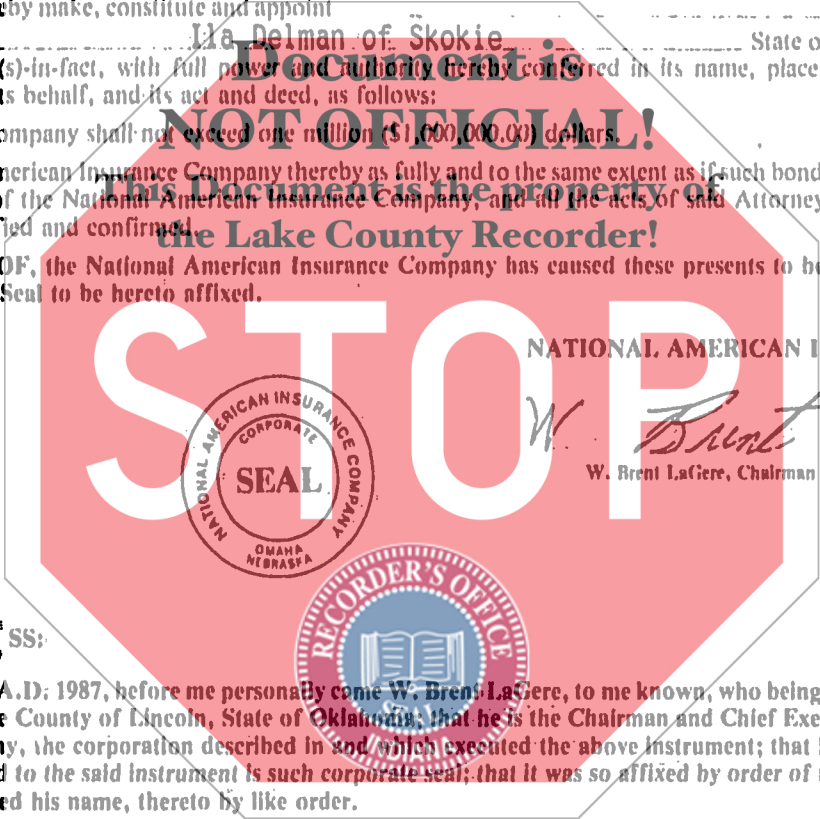 eby make, constitute and appoint
Ila Delman of Skokie State o
(s)-in-fact, with full power and authority hereby conferred in its name, place
s behalf, and its act and deed, as follows:
ompany shall not exceed one million ($1,000,000.00) dollars.
merican Insurance Company thereby as fully and to the same extent as if such bond
of the National American Insurance Company, and all the acts of said Attorney
ied and confirmed.
OF, the National American Insurance Company has caused these presents to be
Seal to be hereto affixed.
Document is
NOT OFFICIAL!
This Document is the property of
the Lake County Recorder!
STOP
NATIONAL AMERICAN I
W. Brent
W. Brent LaGere, Chairman
NATIONAL AMERICAN INSURANCE COMPANY
CORPORATE
SEAL
OMAHA
NEBRASKA
RECORDER'S OFFICE
SEAL
INDIANA
SS:
A.D. 1987, before me personally came W. Brent LaGere, to me known, who being
e County of Lincoln, State of Oklahoma; that he is the Chairman and Chief Exe
y, the corporation described in and which executed the above instrument; that
d to the said instrument is such corporate seal; that it was so affixed by order of
ed his name, thereto by like order.